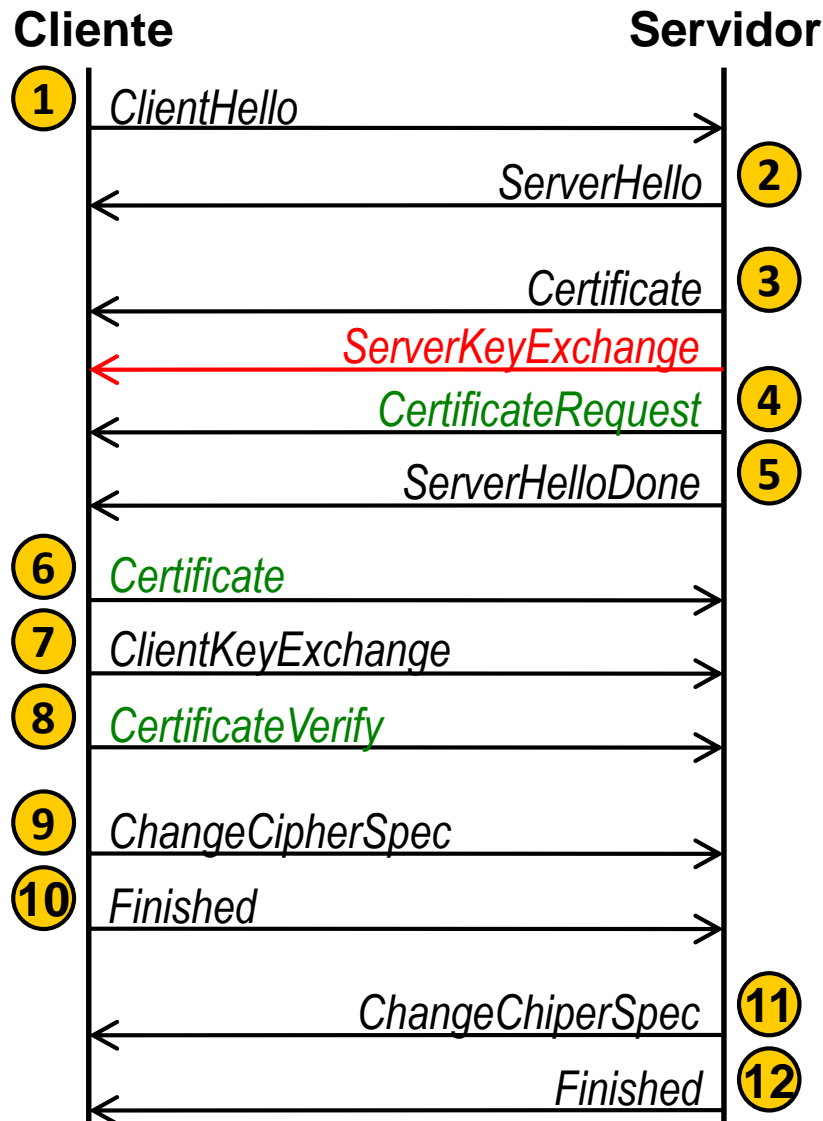 Cliente Servidor
1 ClientHello
ServerHello 2
Certificate 3
ServerKeyExchange
CertificateRequest 4
ServerHelloDone 5
6 Certificate
7 ClientKeyExchange
8 CertificateVerify
9 ChangeCipherSpec
10 Finished
ChangeChiperSpec 11
Finished 12